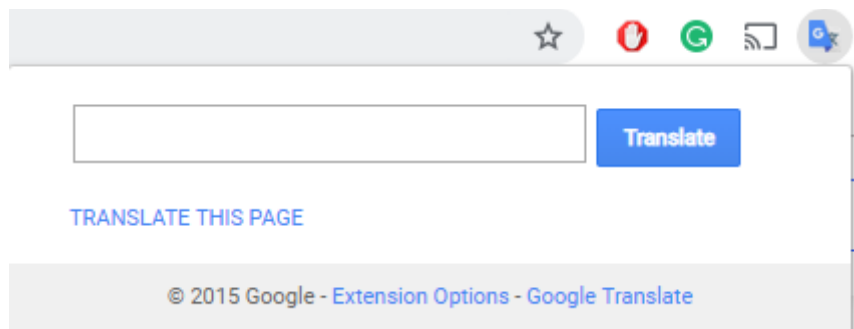 Translate
TRANSLATE THIS PAGE
© 2015 Google - Extension Options - Google Translate